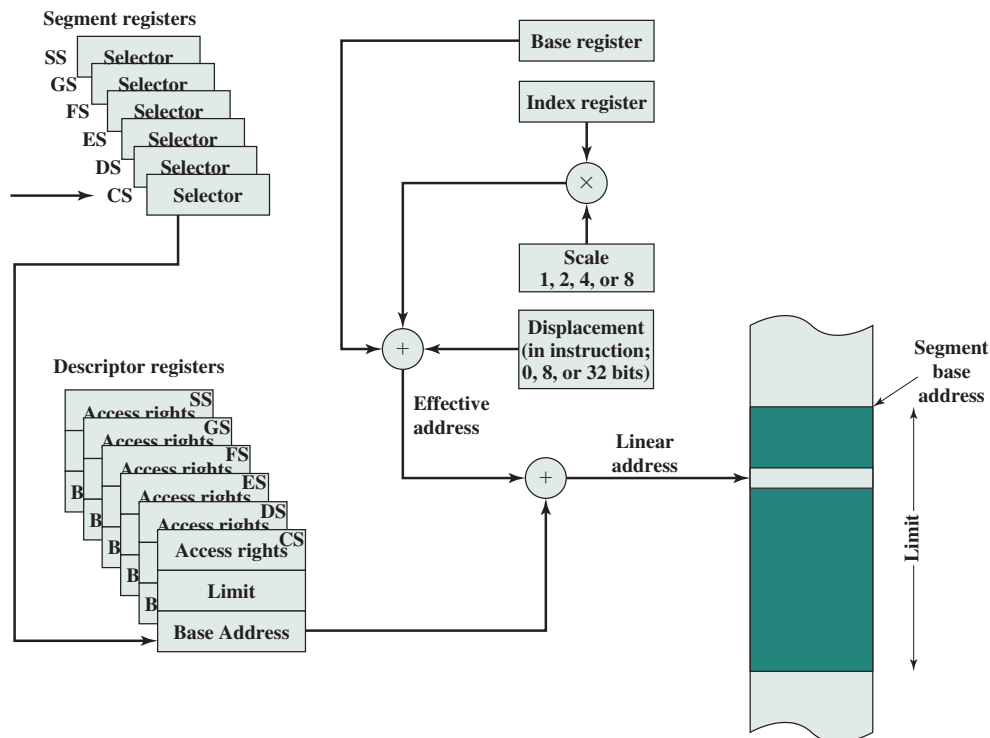 Segment registers
SS
Selector
GS
Selector
FS
Selector
ES
Selector
DS
Selector
CS
Selector
Base register
Index register
×
Scale
1, 2, 4, or 8
Displacement
(in instruction;
0, 8, or 32 bits)
+
Effective
address
Descriptor registers
SS
Access rights
B
GS
Access rights
B
FS
Access rights
B
ES
Access rights
B
DS
Access rights
B
CS
Access rights
Limit
Base Address
+
Linear
address
Segment
base
address
Limit